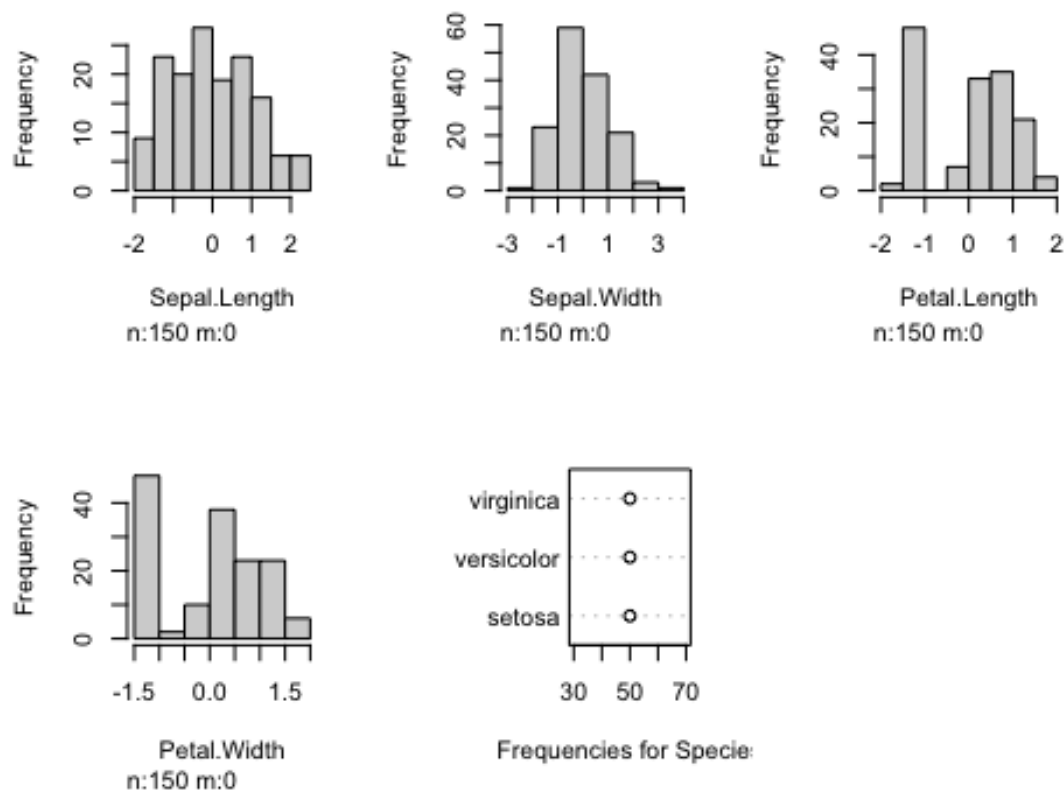 Frequency
20
10
0
-2 0 1 2
Sepal.Length
n:150 m:0
Frequency
60
40
20
0
-3 -1 1 3
Sepal.Width
n:150 m:0
Frequency
40
20
0
-2 -1 0 1 2
Petal.Length
n:150 m:0
Frequency
40
20
0
-1.5 0.0 1.5
Petal.Width
n:150 m:0
virginica
versicolor
setosa
30 50 70
Frequencies for Specie